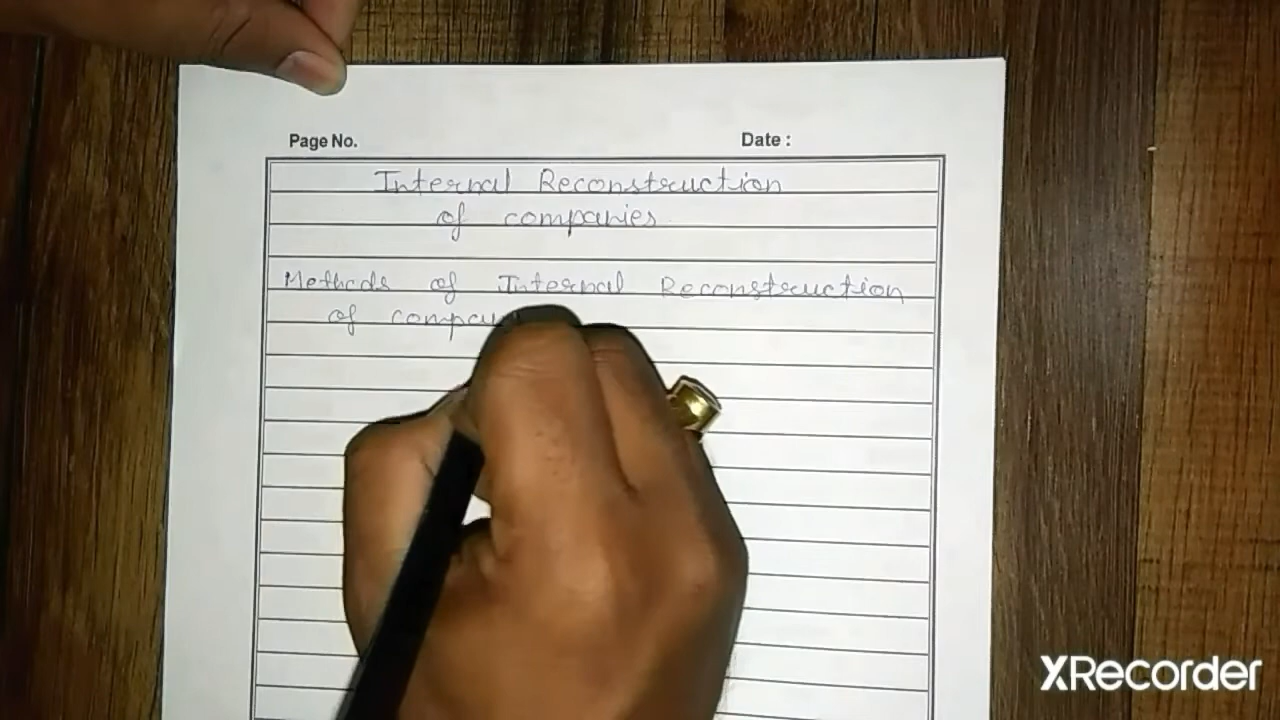 Page No.
Date :
Internal Reconstruction
of companies
Methods of Internal Reconstruction
of
XRecorder